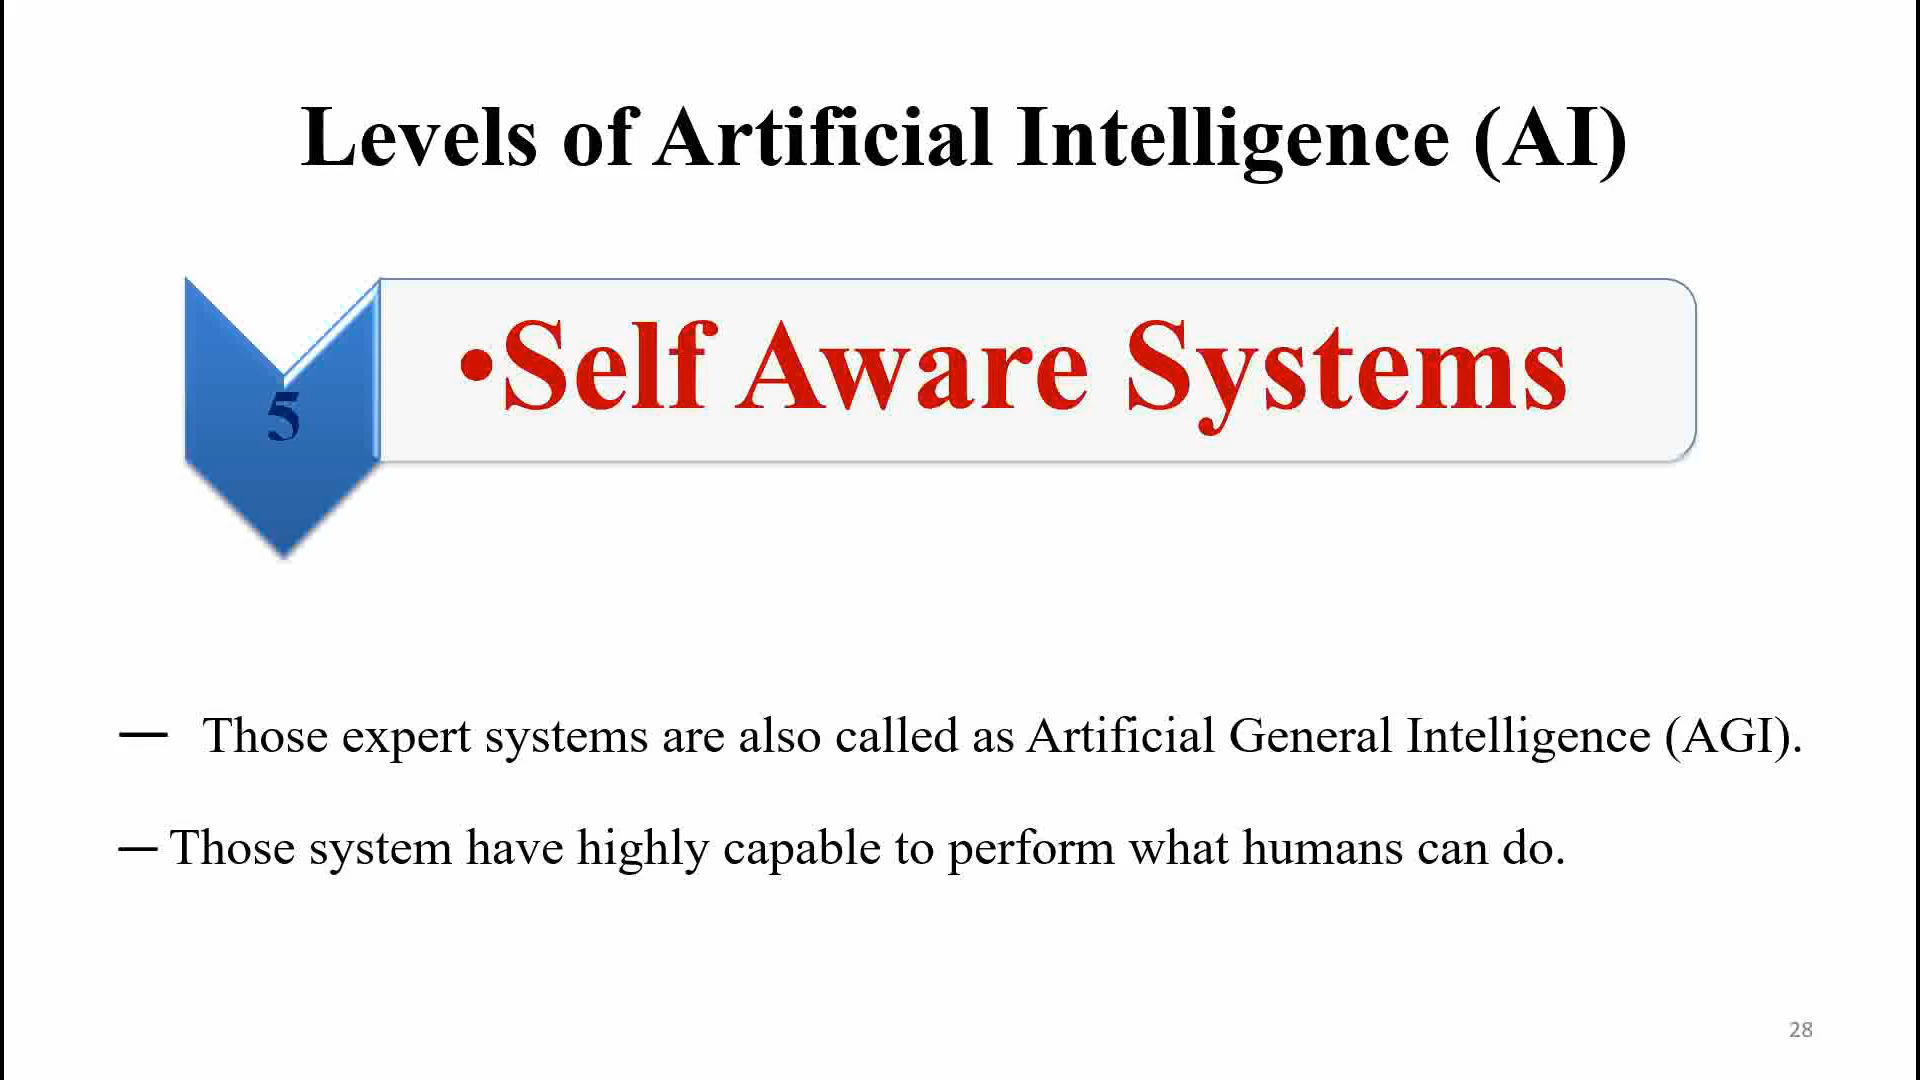 Levels of Artificial Intelligence (AI)
5
•Self Aware Systems
— Those expert systems are also called as Artificial General Intelligence (AGI).
— Those system have highly capable to perform what humans can do.
28